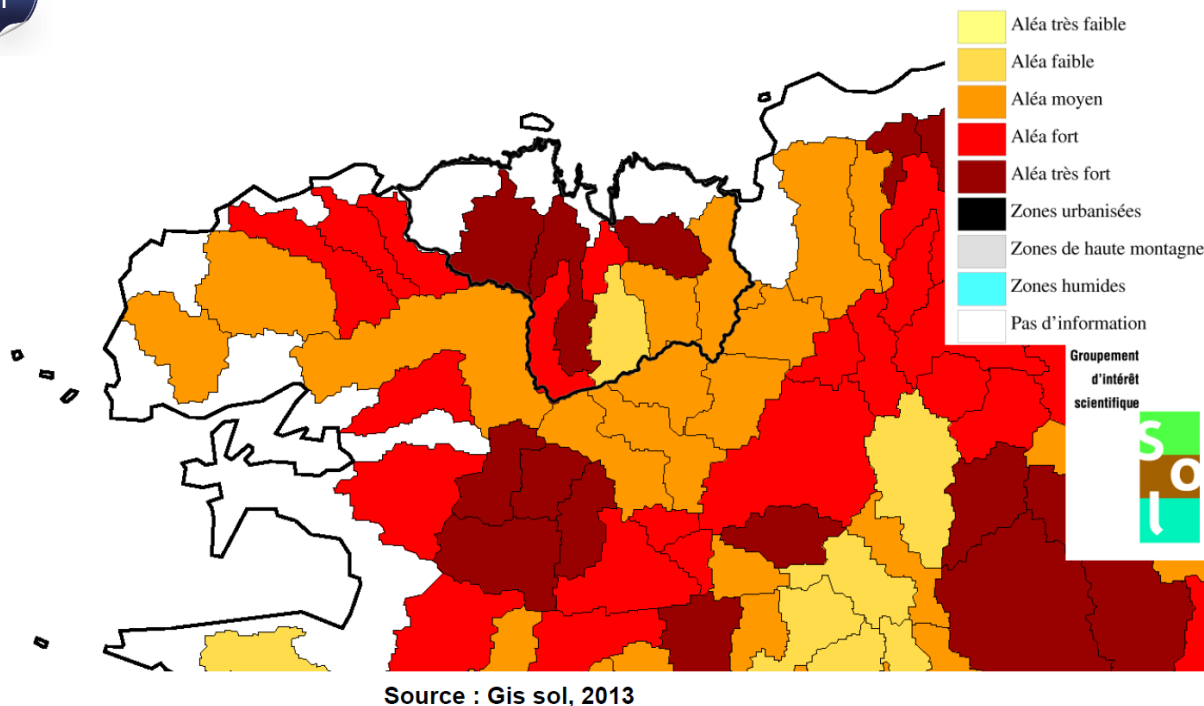 Aléa très faible
Aléa faible
Aléa moyen
Aléa fort
Aléa très fort
Zones urbanisées
Zones de haute montagne
Zones humides
Pas d’information
Groupement
d’intérêt
scientifique
S
o
l
Source : Gis sol, 2013